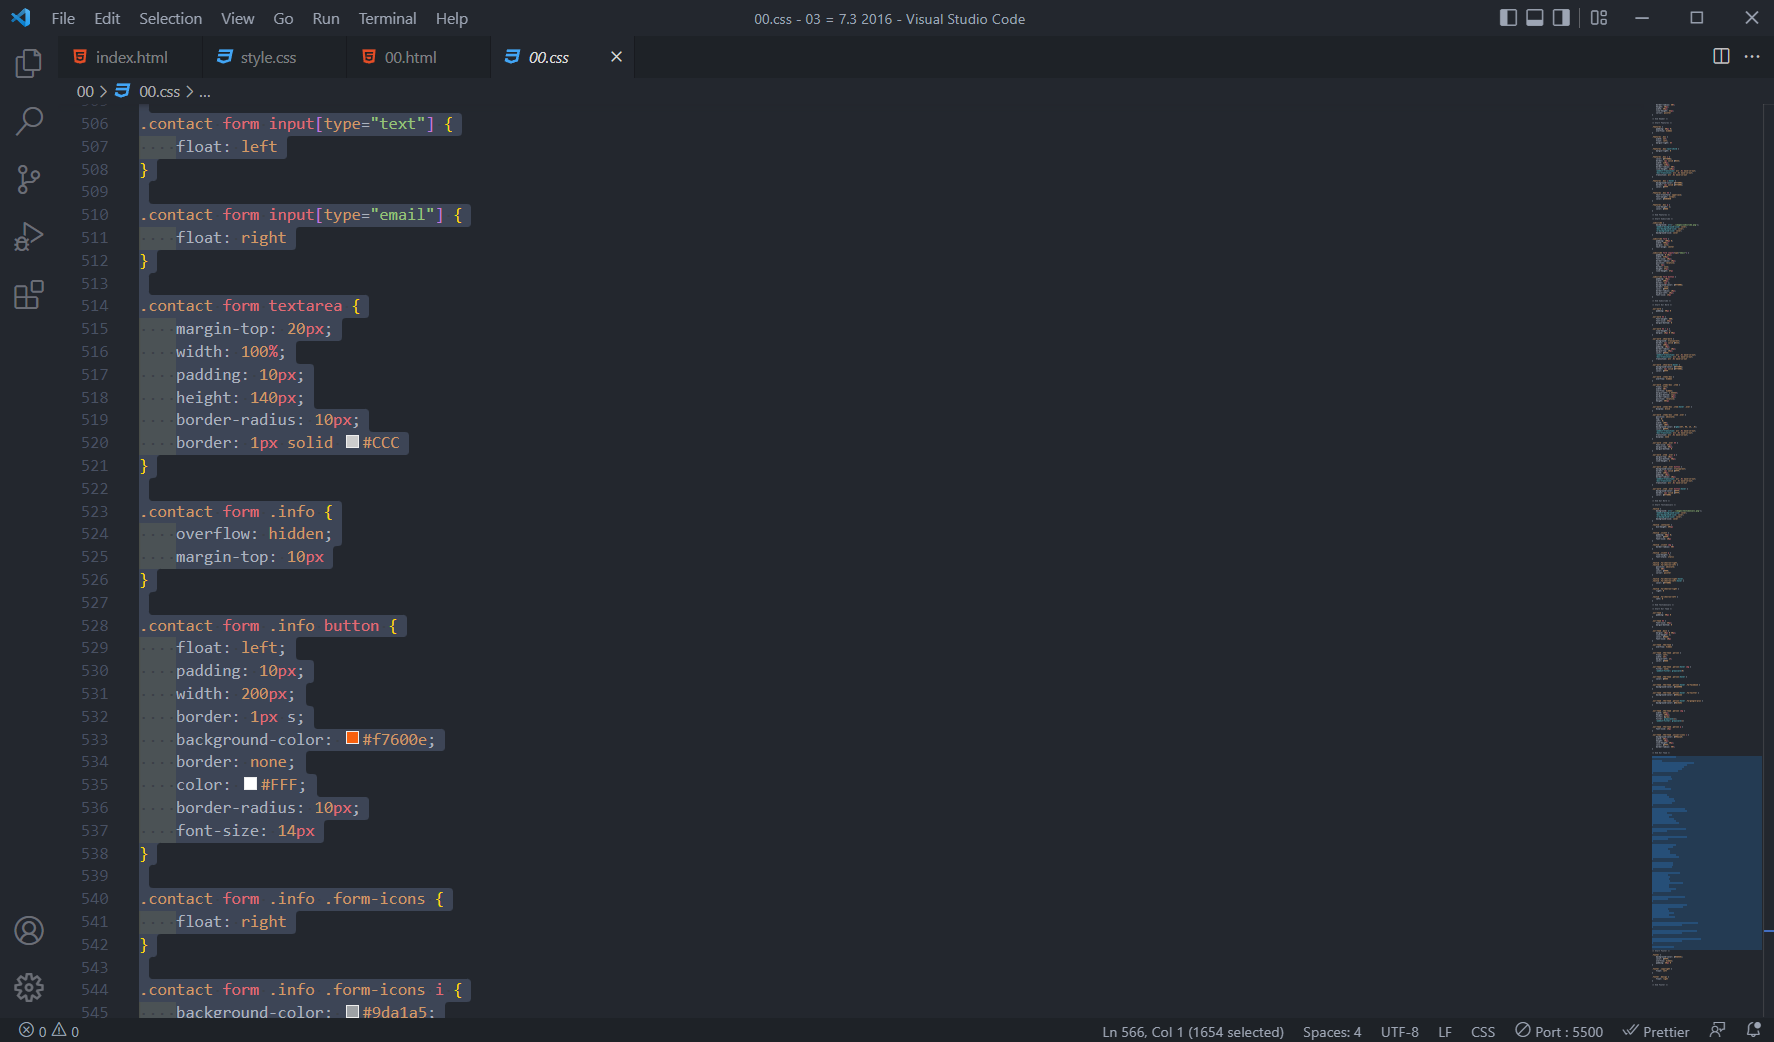 File Edit Selection View Go Run Terminal Help
00.css - 03 = 7.3 2016 - Visual Studio Code
index.html
style.css
00.html
00.css
00 > 00.css > ...
506 .contact form input[type="text"] {
507     float: left
508 }
509
510 .contact form input[type="email"] {
511     float: right
512 }
513
514 .contact form textarea {
515     margin-top: 20px;
516     width: 100%;
517     padding: 10px;
518     height: 140px;
519     border-radius: 10px;
520     border: 1px solid #CCC
521 }
522
523 .contact form .info {
524     overflow: hidden;
525     margin-top: 10px
526 }
527
528 .contact form .info button {
529     float: left;
530     padding: 10px;
531     width: 200px;
532     border: 1px s;
533     background-color: #f7600e;
534     border: none;
535     color: #FFF;
536     border-radius: 10px;
537     font-size: 14px
538 }
539
540 .contact form .info .form-icons {
541     float: right
542 }
543
544 .contact form .info .form-icons i {
545     background-color: #9da1a5;
0 0
Ln 566, Col 1 (1654 selected) Spaces: 4 UTF-8 LF CSS Port : 5500 Prettier